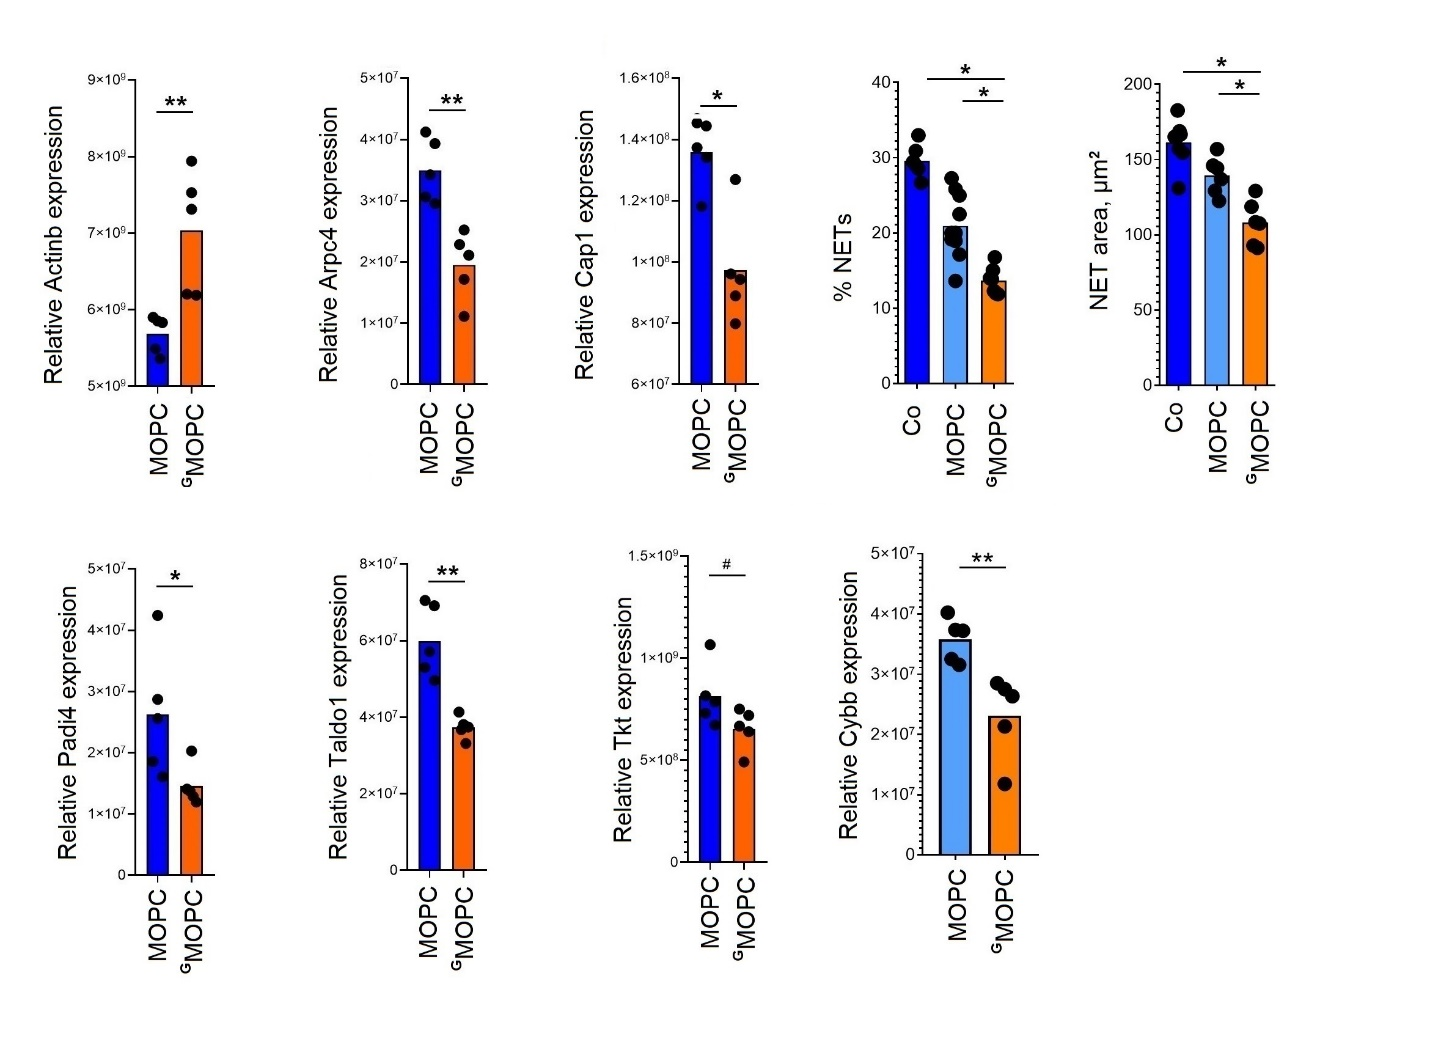 Relative Actinb expression
9×10⁹
8×10⁹
7×10⁹
6×10⁹
5×10⁹
**
MOPC
ᴳMOPC
Relative Arpc4 expression
5×10⁷
4×10⁷
3×10⁷
2×10⁷
1×10⁷
0
**
MOPC
ᴳMOPC
Relative Cap1 expression
1.6×10⁸
1.4×10⁸
1.2×10⁸
1×10⁸
8×10⁷
6×10⁷
*
MOPC
ᴳMOPC
% NETs
40
30
20
10
0
*
*
Co
MOPC
ᴳMOPC
NET area, µm²
200
150
100
50
0
*
*
Co
MOPC
ᴳMOPC
Relative Padi4 expression
5×10⁷
4×10⁷
3×10⁷
2×10⁷
1×10⁷
0
*
MOPC
ᴳMOPC
Relative Taldo1 expression
8×10⁷
6×10⁷
4×10⁷
2×10⁷
0
**
MOPC
ᴳMOPC
Relative Tkt expression
1.5×10⁹
1×10⁹
5×10⁸
0
#
MOPC
ᴳMOPC
Relative Cybb expression
5×10⁷
4×10⁷
3×10⁷
2×10⁷
1×10⁷
0
**
MOPC
ᴳMOPC